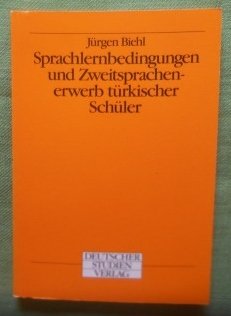 Jürgen Biehl
Sprachlernbedingungen
und Zweitsprachen-
erwerb türkischer
Schüler
DEUTSCHER
STUDIEN
VERLAG